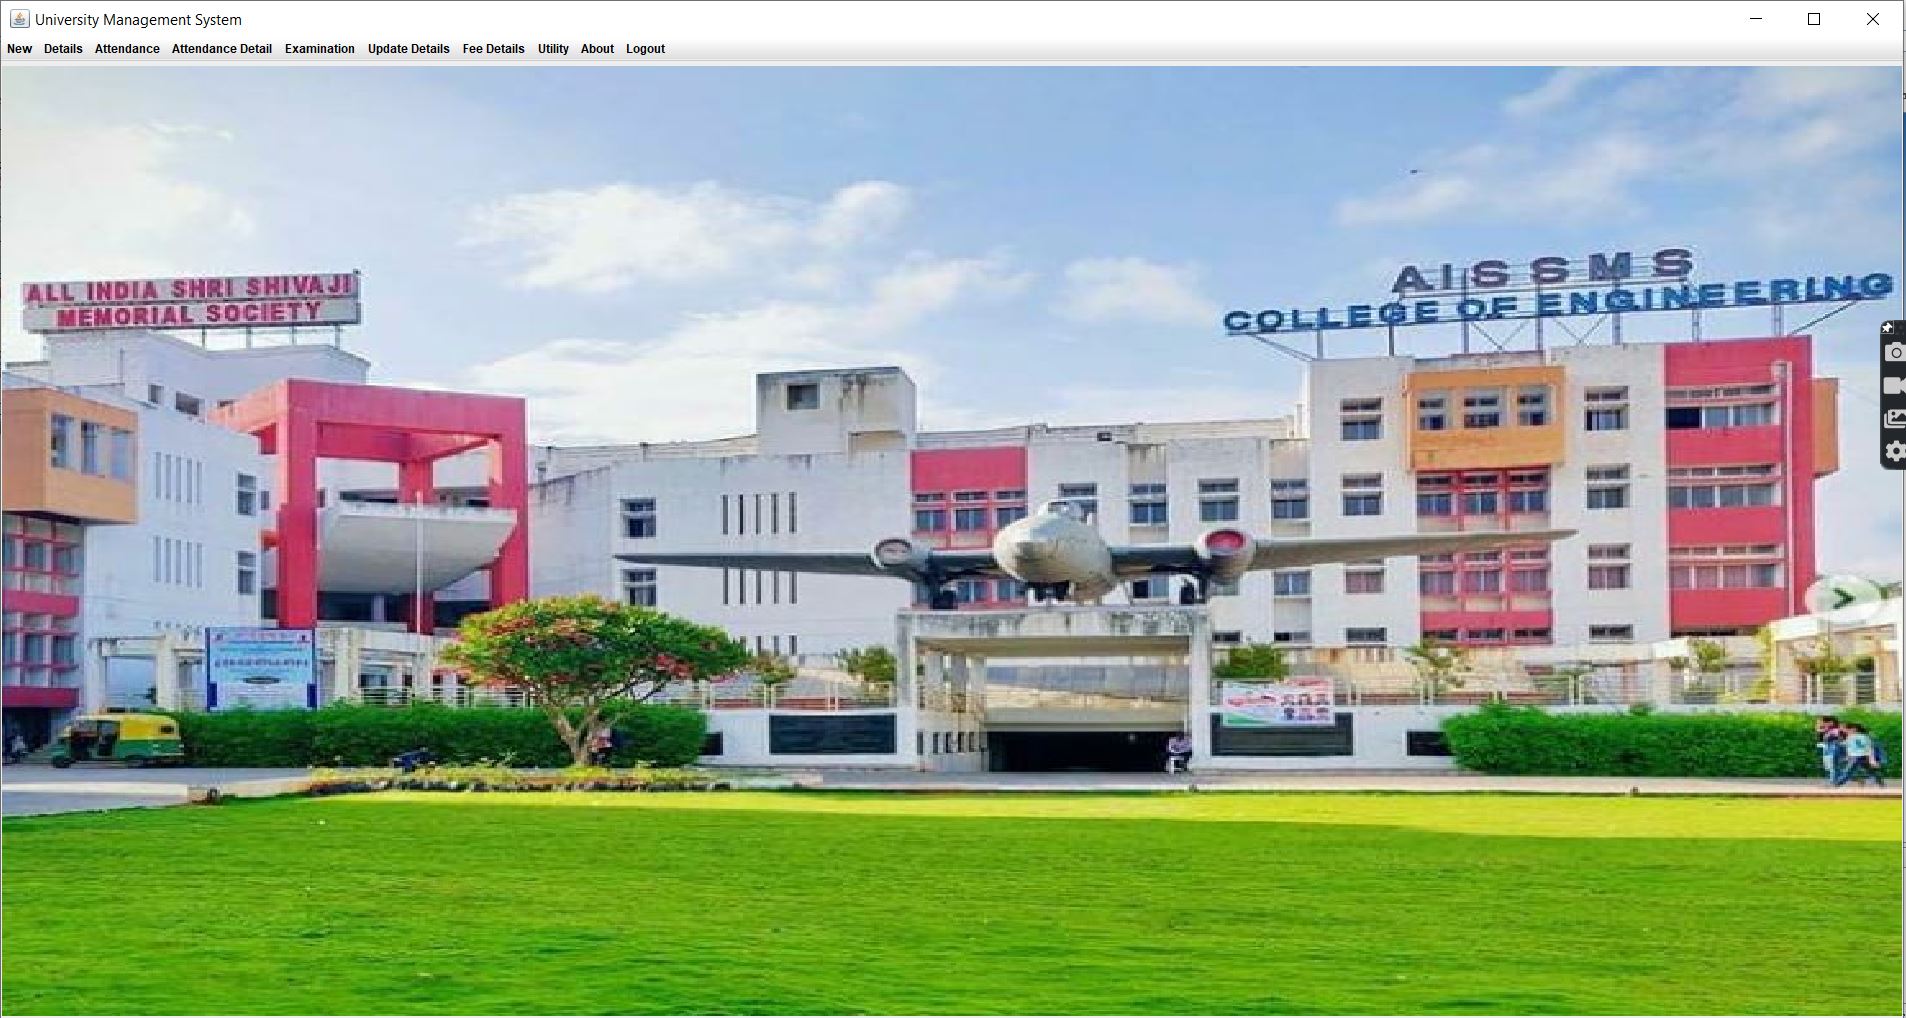 University Management System
New Details Attendance Attendance Detail Examination Update Details Fee Details Utility About Logout
ALL INDIA SHRI SHIVAJI
MEMORIAL SOCIETY
AISSMS
COLLEGE OF ENGINEERING